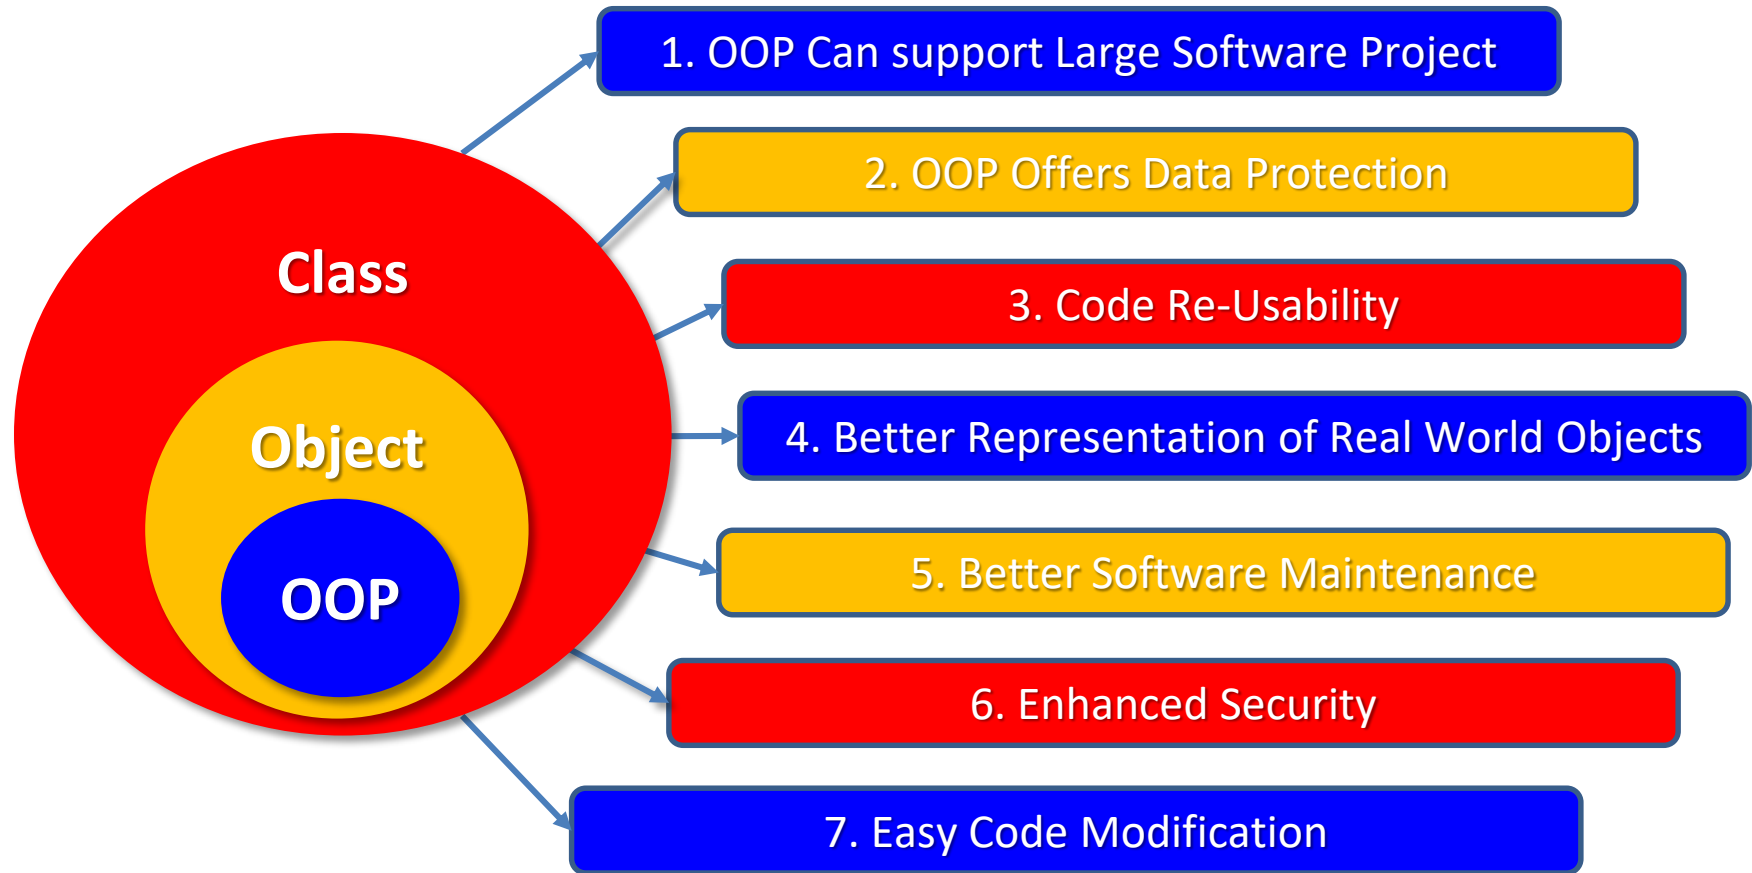 Class
Object
OOP
1. OOP Can support Large Software Project
2. OOP Offers Data Protection
3. Code Re-Usability
4. Better Representation of Real World Objects
5. Better Software Maintenance
6. Enhanced Security
7. Easy Code Modification